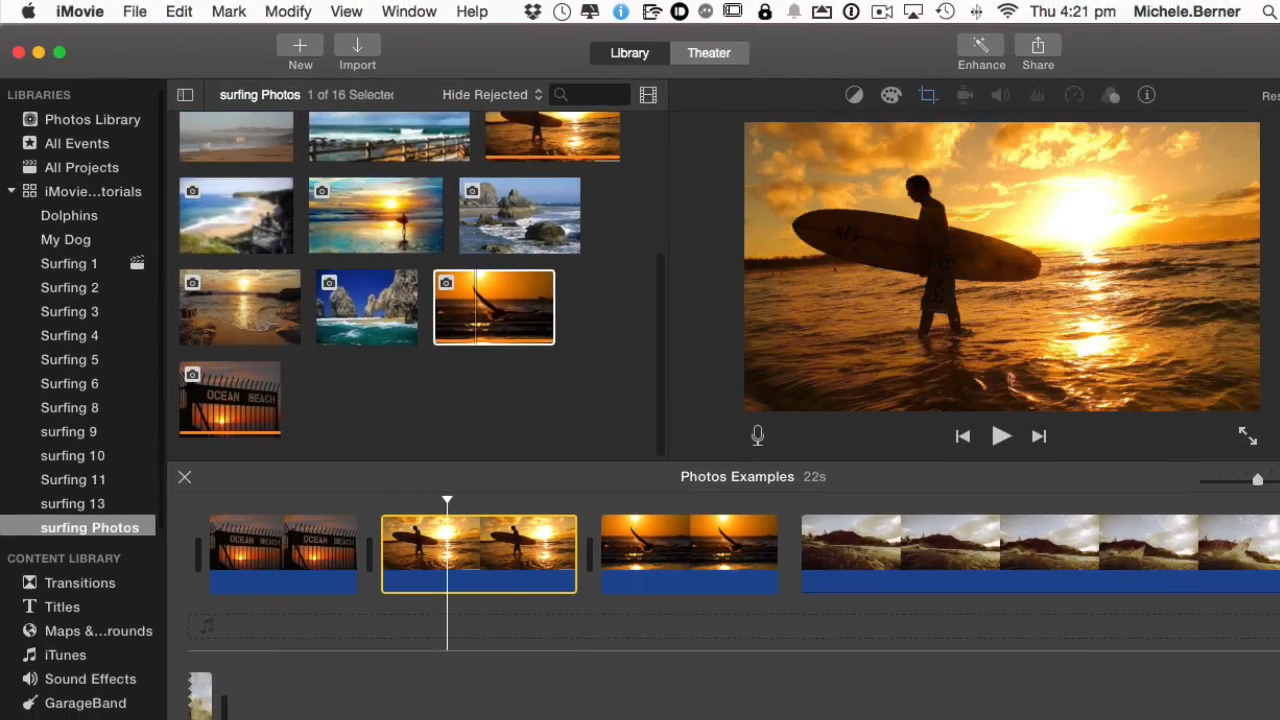 iMovie File Edit Mark Modify View Window Help Thu 4:21 pm Michele.Berner
New Import Library Theater Enhance Share
LIBRARIES
surfing Photos 1 of 16 Selected Hide Rejected
Photos Library
All Events
All Projects
iMovie...torials
Dolphins
My Dog
Surfing 1
Surfing 2
Surfing 3
Surfing 4
Surfing 5
Surfing 6
Surfing 8
surfing 9
surfing 10
Surfing 11
surfing 13
surfing Photos
OCEAN BEACH
Photos Examples 22s
OCEAN BEACH OCEAN BEACH
CONTENT LIBRARY
Transitions
Titles
Maps &...rounds
iTunes
Sound Effects
GarageBand